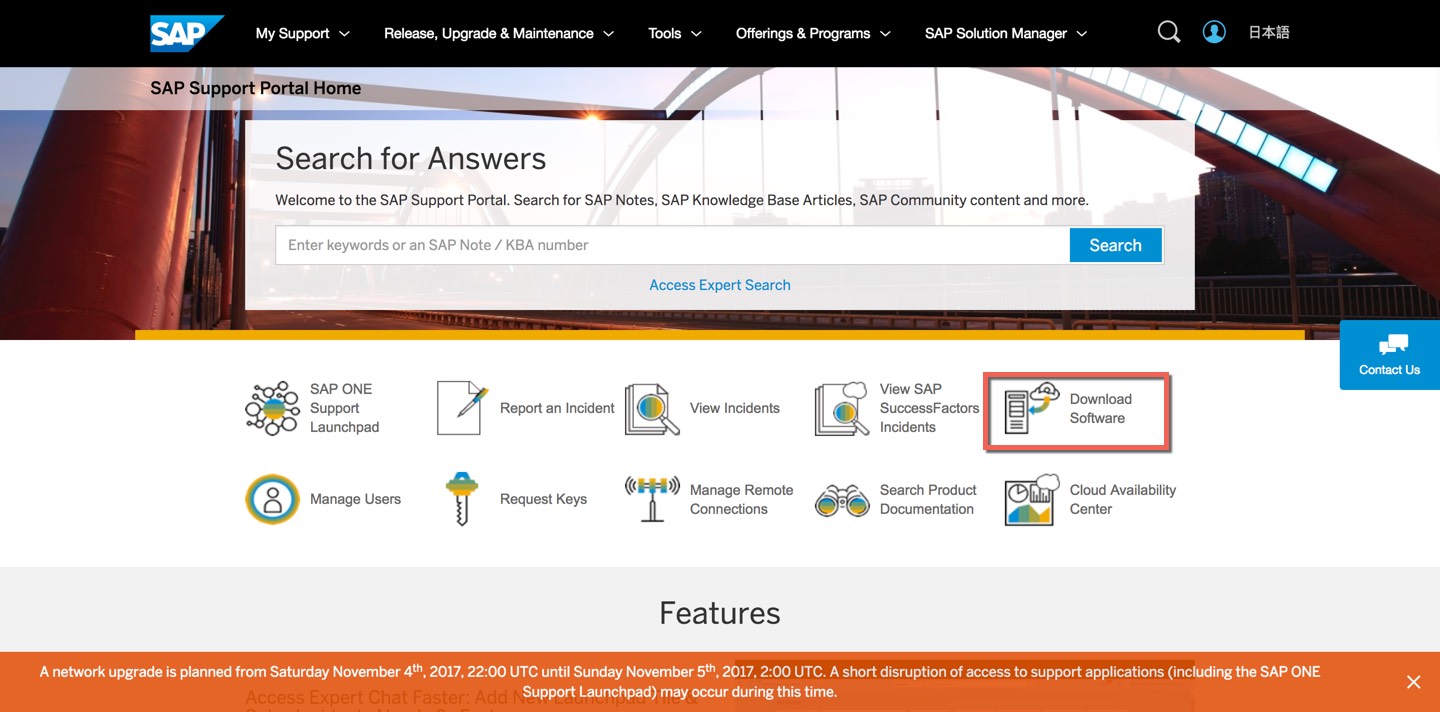 SAP
My Support
Release, Upgrade & Maintenance
Tools
Offerings & Programs
SAP Solution Manager
日本語
SAP Support Portal Home
Search for Answers
Welcome to the SAP Support Portal. Search for SAP Notes, SAP Knowledge Base Articles, SAP Community content and more.
Enter keywords or an SAP Note / KBA number
Search
Access Expert Search
Contact Us
SAP ONE
Support
Launchpad
Report an Incident
View Incidents
View SAP
SuccessFactors
Incidents
Download
Software
Manage Users
Request Keys
Manage Remote
Connections
Search Product
Documentation
Cloud Availability
Center
Features
A network upgrade is planned from Saturday November 4th, 2017, 22:00 UTC until Sunday November 5th, 2017, 2:00 UTC. A short disruption of access to support applications (including the SAP ONE
Support Launchpad) may occur during this time.
Access Expert Chat Faster: Add New Launchpad Tile &